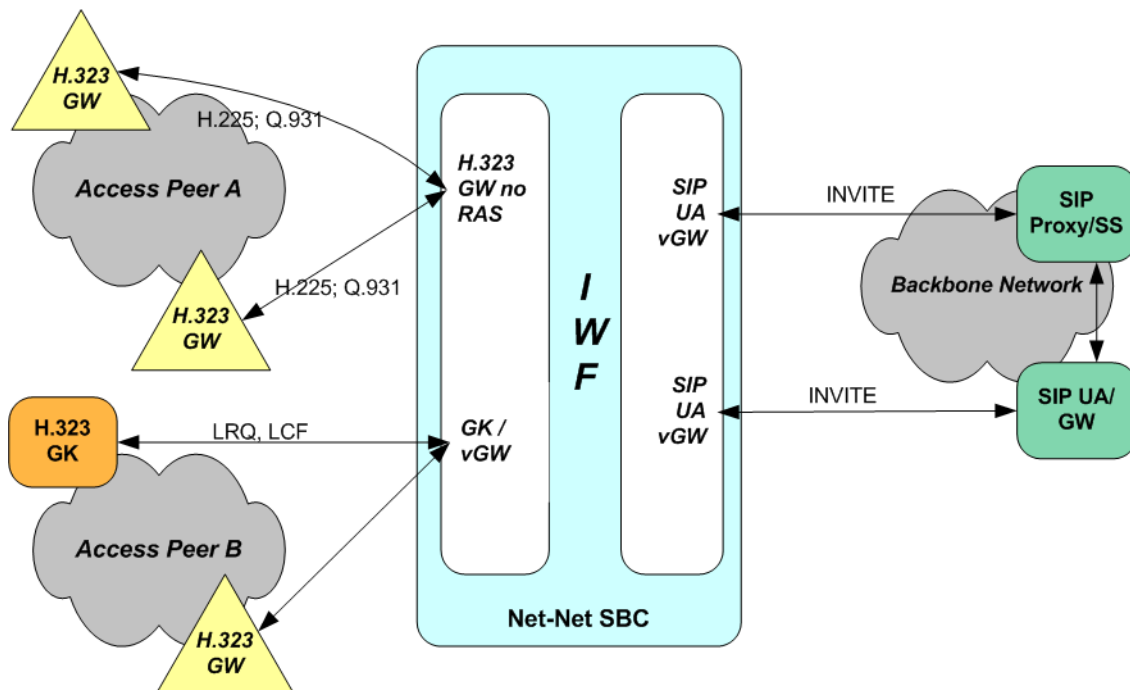 H.323
GW
H.225; Q.931
Access Peer A
H.225; Q.931
H.323
GW
H.323
GK
LRQ, LCF
Access Peer B
H.323
GW
H.323
GW no
RAS
GK /
vGW
I
W
F
SIP
UA
vGW
SIP
UA
vGW
Net-Net SBC
INVITE
SIP
Proxy/SS
Backbone Network
INVITE
SIP UA/
GW